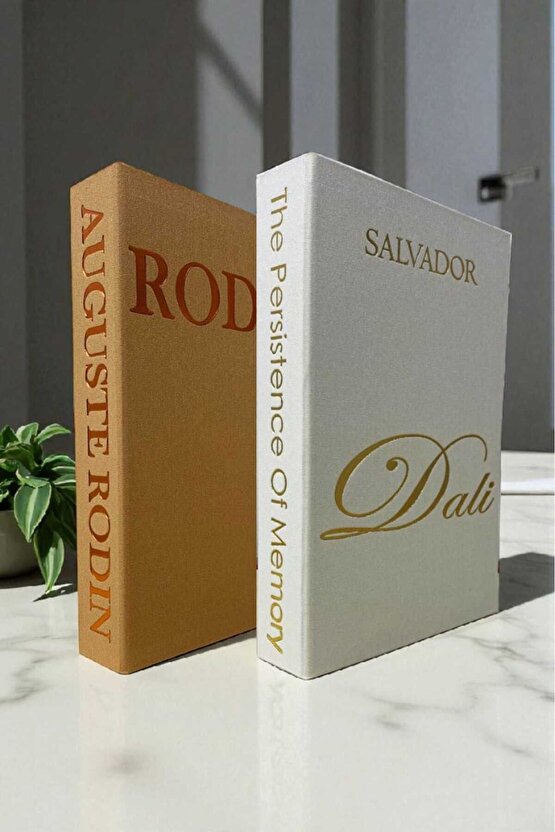 AUGUSTE RODIN
ROD
The Persistence Of Memory
SALVADOR
Dali